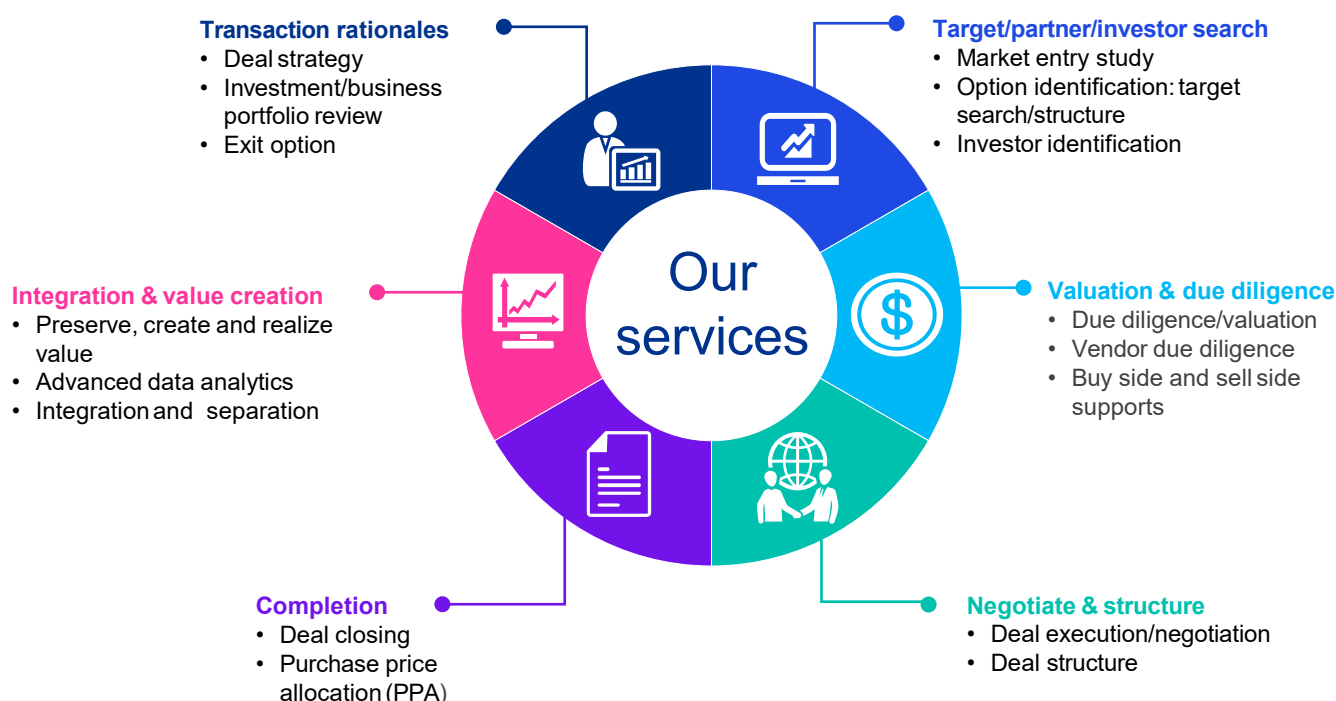 Transaction rationales
• Deal strategy
• Investment/business
portfolio review
• Exit option
Target/partner/investor search
• Market entry study
• Option identification: target
search/structure
• Investor identification
Our
services
$
Integration & value creation
• Preserve, create and realize
value
• Advanced data analytics
• Integration and separation
Valuation & due diligence
• Due diligence/valuation
• Vendor due diligence
• Buy side and sell side
supports
Completion
• Deal closing
• Purchase price
allocation (PPA)
Negotiate & structure
• Deal execution/negotiation
• Deal structure